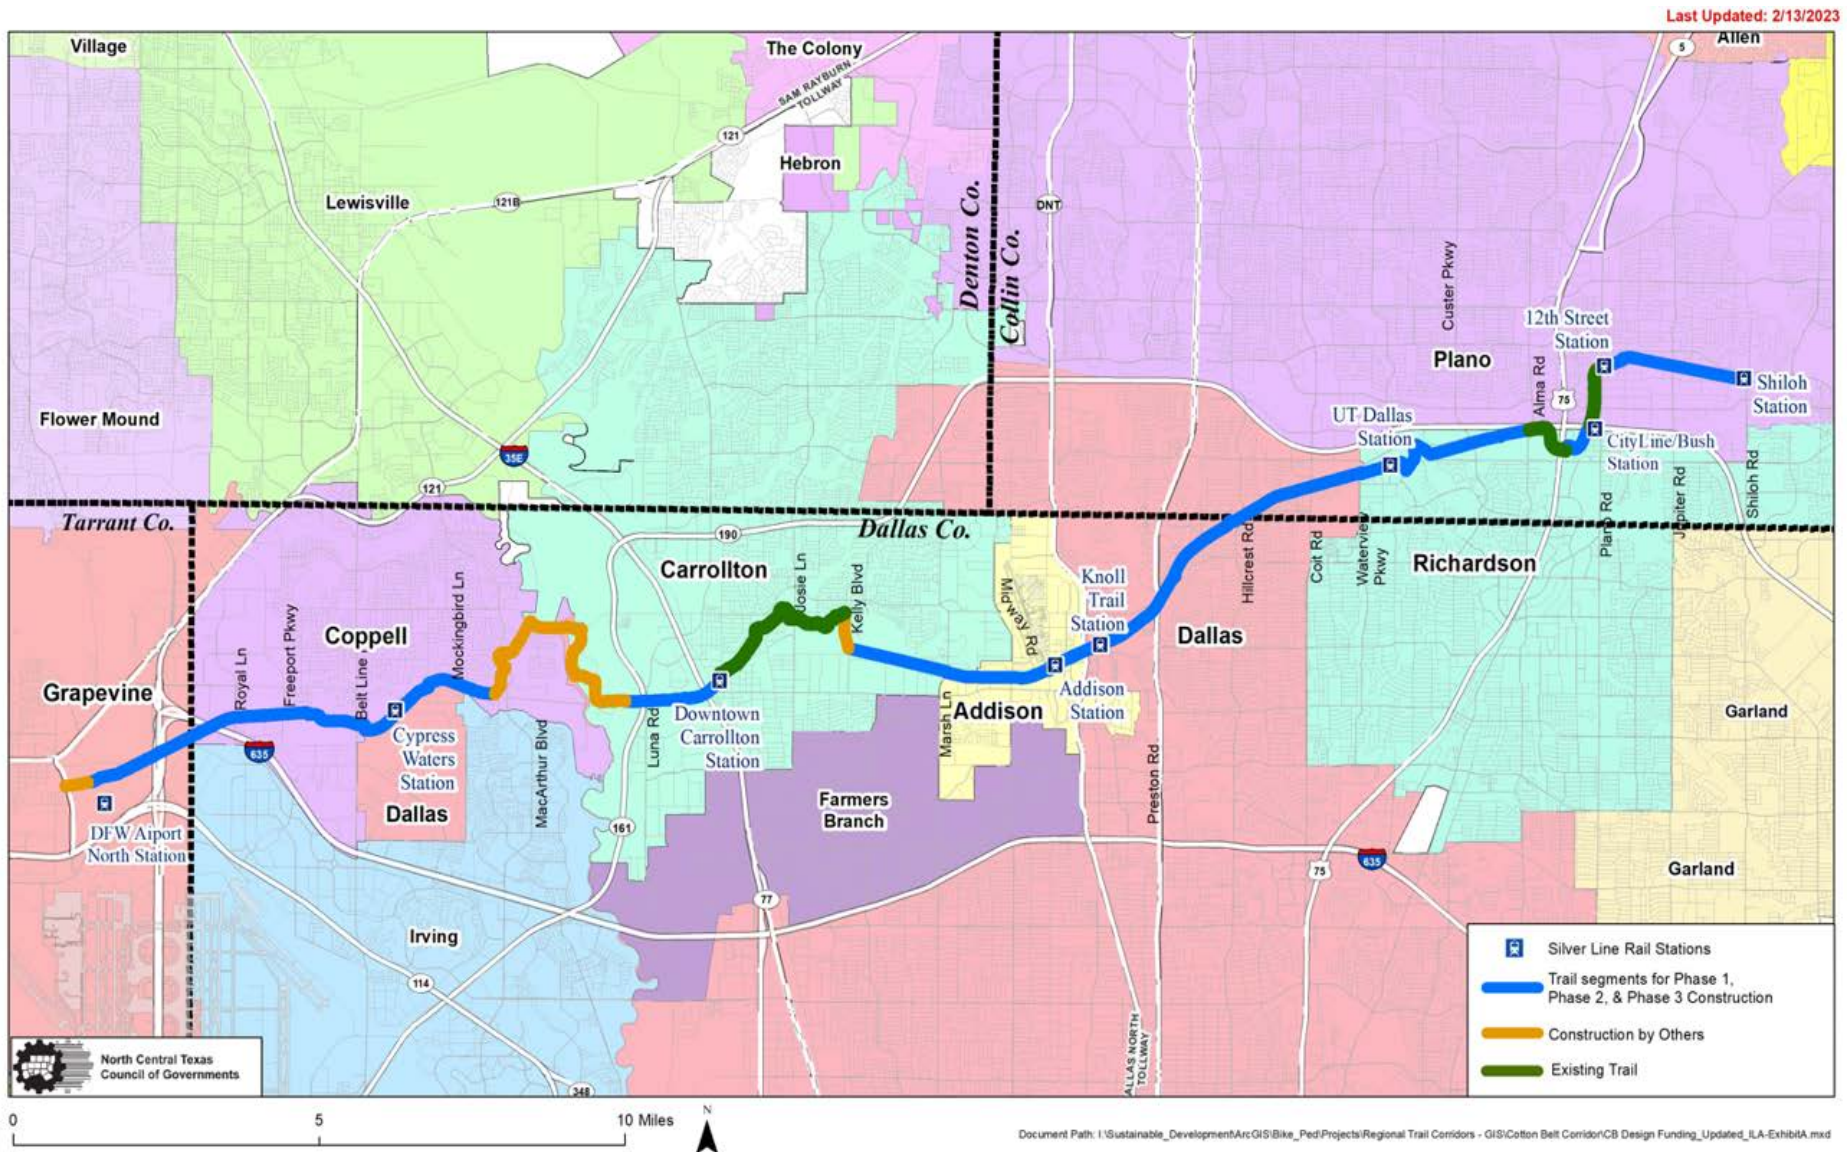 Last Updated: 2/13/2023
Village
The Colony
Allen
5
SAM RAYBURN
TOLLWAY
121
Hebron
Lewisville
121B
DNT
Denton Co.
Collin Co.
Custer Pkwy
12th Street
Station
Plano
Alma Rd
75
Shiloh
Station
Flower Mound
UT Dallas
Station
CityLine/Bush
Station
35E
121
Plano Rd
Jupiter Rd
Shiloh Rd
Tarrant Co.
Dallas Co.
190
Carrollton
Josie Ln
Kelly Blvd
Midway Rd
Knoll
Trail
Station
Hillcrest Rd
Coit Rd
Waterview
Pkwy
Richardson
Mockingbird Ln
Coppell
Freeport Pkwy
Royal Ln
Belt Line
Dallas
Grapevine
Addison
Station
Addison
Marsh Ln
Garland
Downtown
Carrollton
Station
Luna Rd
Cypress
Waters
Station
635
MacArthur Blvd
Preston Rd
Dallas
Farmers
Branch
161
DFW Aiport
North Station
635
75
Garland
77
Irving
114
348
ALLAS NORTH
TOLLWAY
Silver Line Rail Stations
Trail segments for Phase 1,
Phase 2, & Phase 3 Construction
Construction by Others
Existing Trail
North Central Texas
Council of Governments
0 5 10 Miles
N
Document Path: I:\Sustainable_Development\ArcGIS\Bike_Ped\Projects\Regional Trail Corridors - GIS\Cotton Belt Corridor\CB Design Funding_Updated_ILA-ExhibitA.mxd